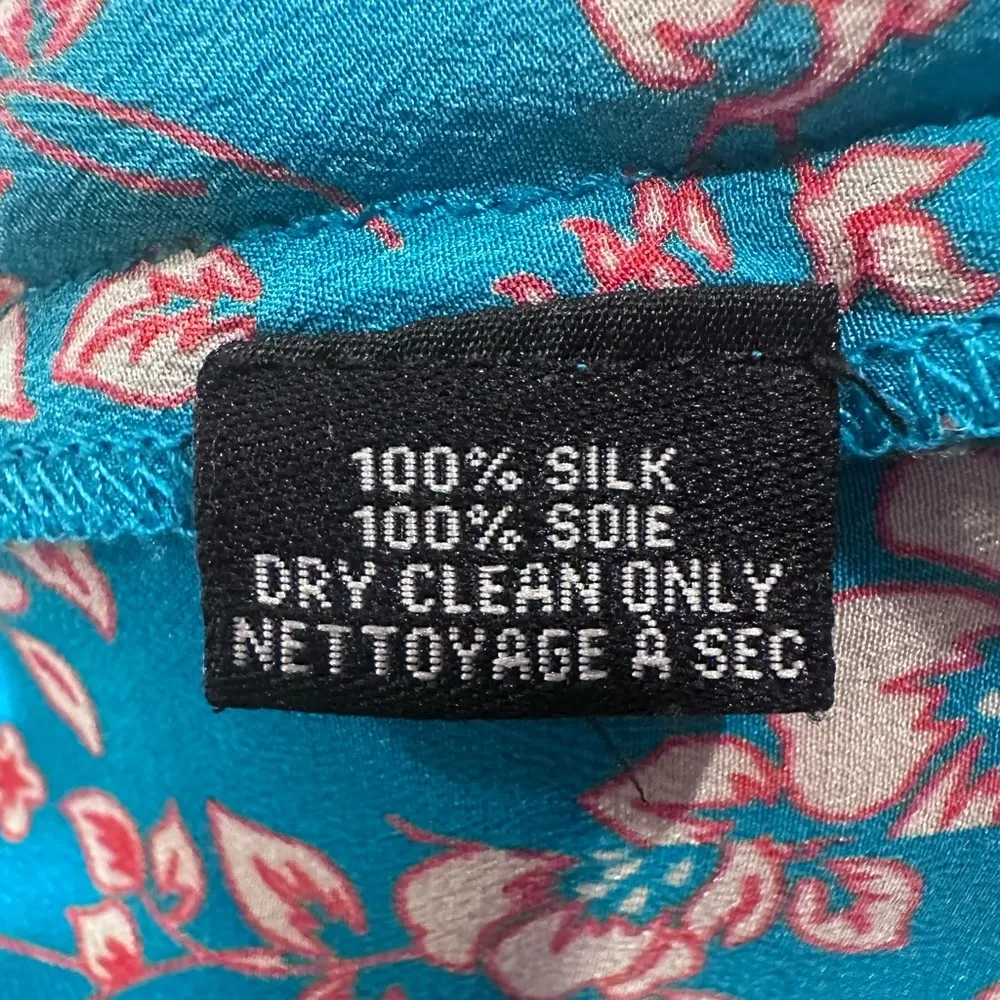 100% SILK
100% SOIE
DRY CLEAN ONLY
NETTOYAGE À SEC